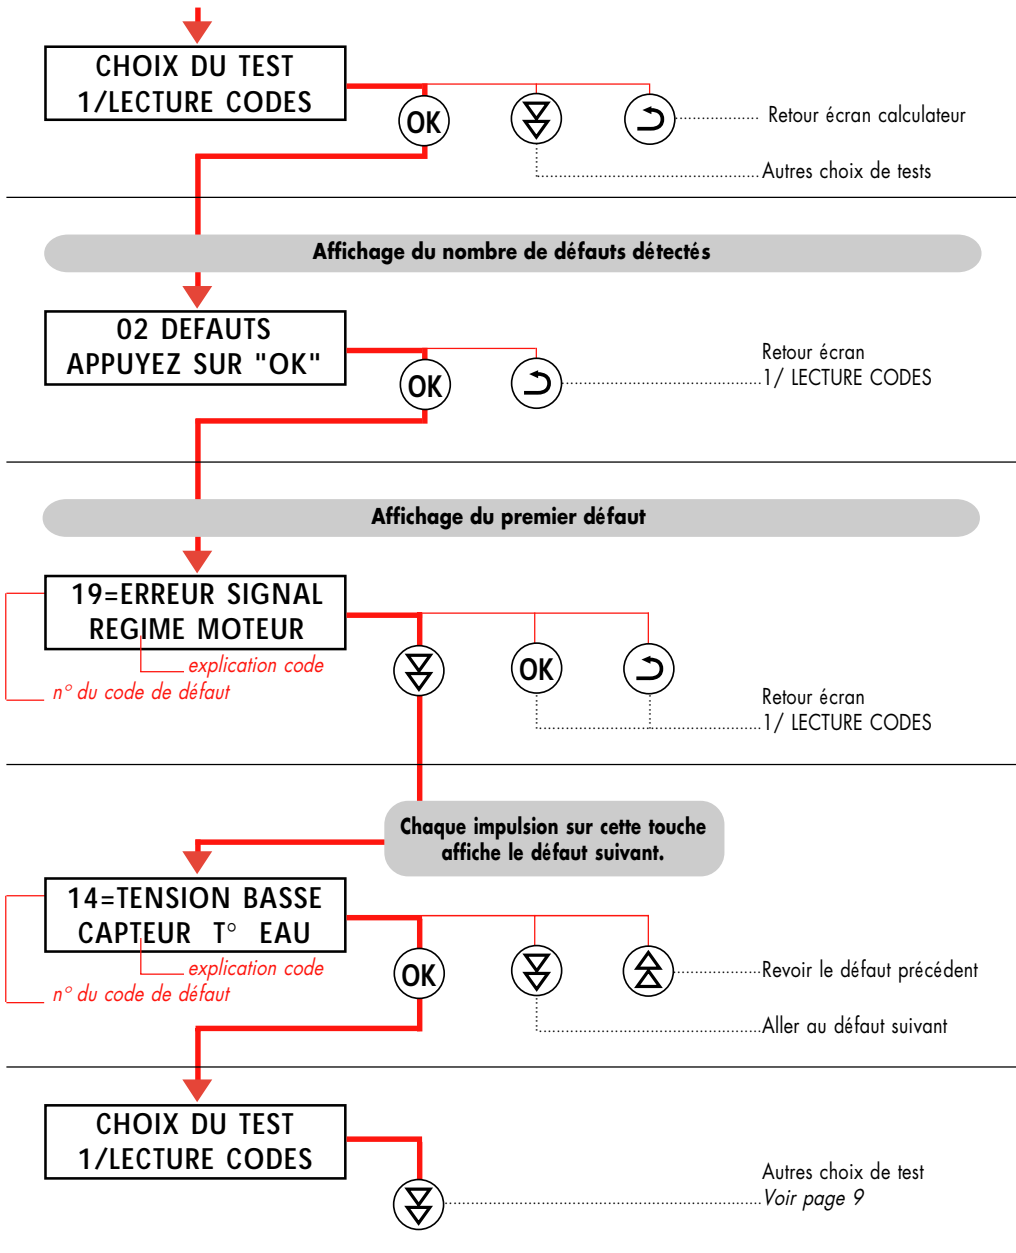 CHOIX DU TEST
1/LECTURE CODES
OK
Retour écran calculateur
Autres choix de tests
Affichage du nombre de défauts détectés
02 DEFAUTS
APPUYEZ SUR "OK"
OK
Retour écran
1/ LECTURE CODES
Affichage du premier défaut
19=ERREUR SIGNAL
REGIME MOTEUR
explication code
n° du code de défaut
OK
Retour écran
1/ LECTURE CODES
Chaque impulsion sur cette touche
affiche le défaut suivant.
14=TENSION BASSE
CAPTEUR T° EAU
explication code
n° du code de défaut
OK
Revoir le défaut précédent
Aller au défaut suivant
CHOIX DU TEST
1/LECTURE CODES
Autres choix de test
Voir page 9